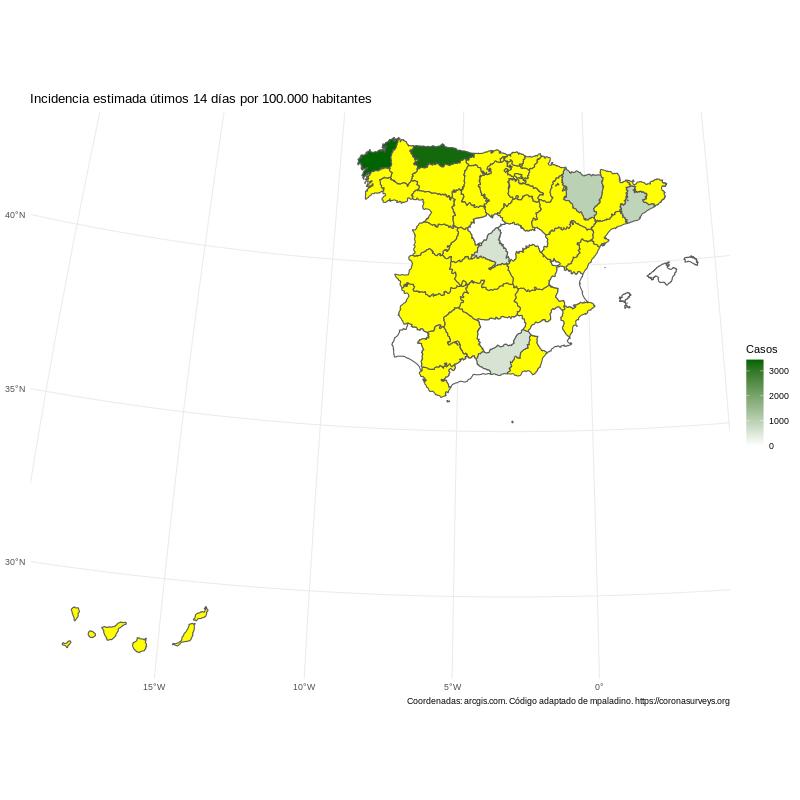 Incidencia estimada útimos 14 días por 100.000 habitantes
40°N
35°N
30°N
15°W
10°W
5°W
0°
Casos
3000
2000
1000
0
Coordenadas: arcgis.com. Código adaptado de mpaladino. https://coronasurveys.org